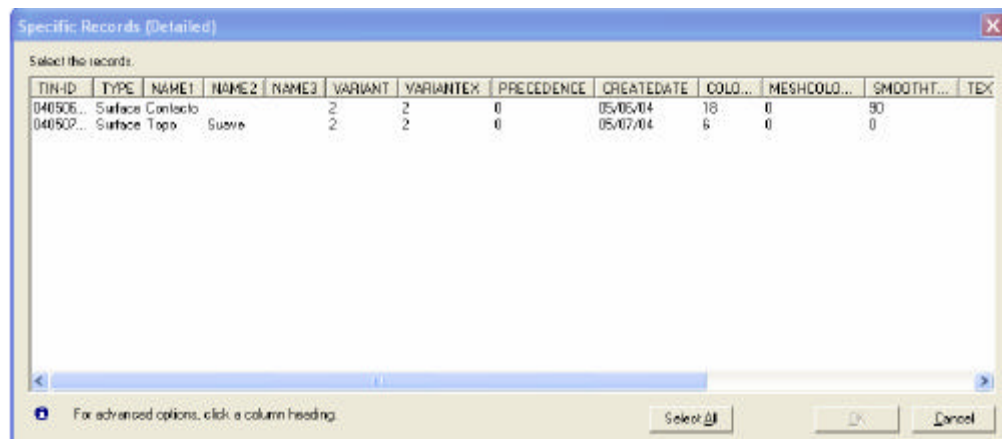 Specific Records (Detailed)
Select the records.
TIN-ID TYPE NAME1 NAME2 NAME3 VARIANT VARIANTEX PRECEDENCE CREATEDATE COLO... MESHCOLO... SMOOTHT... TEX
040506... Surface Contacto 2 2 0 05/06/04 18 0 90
040507... Surface Topo Suave 2 2 0 05/07/04 6 0 0
For advanced options, click a column heading.
Select All OK Cancel